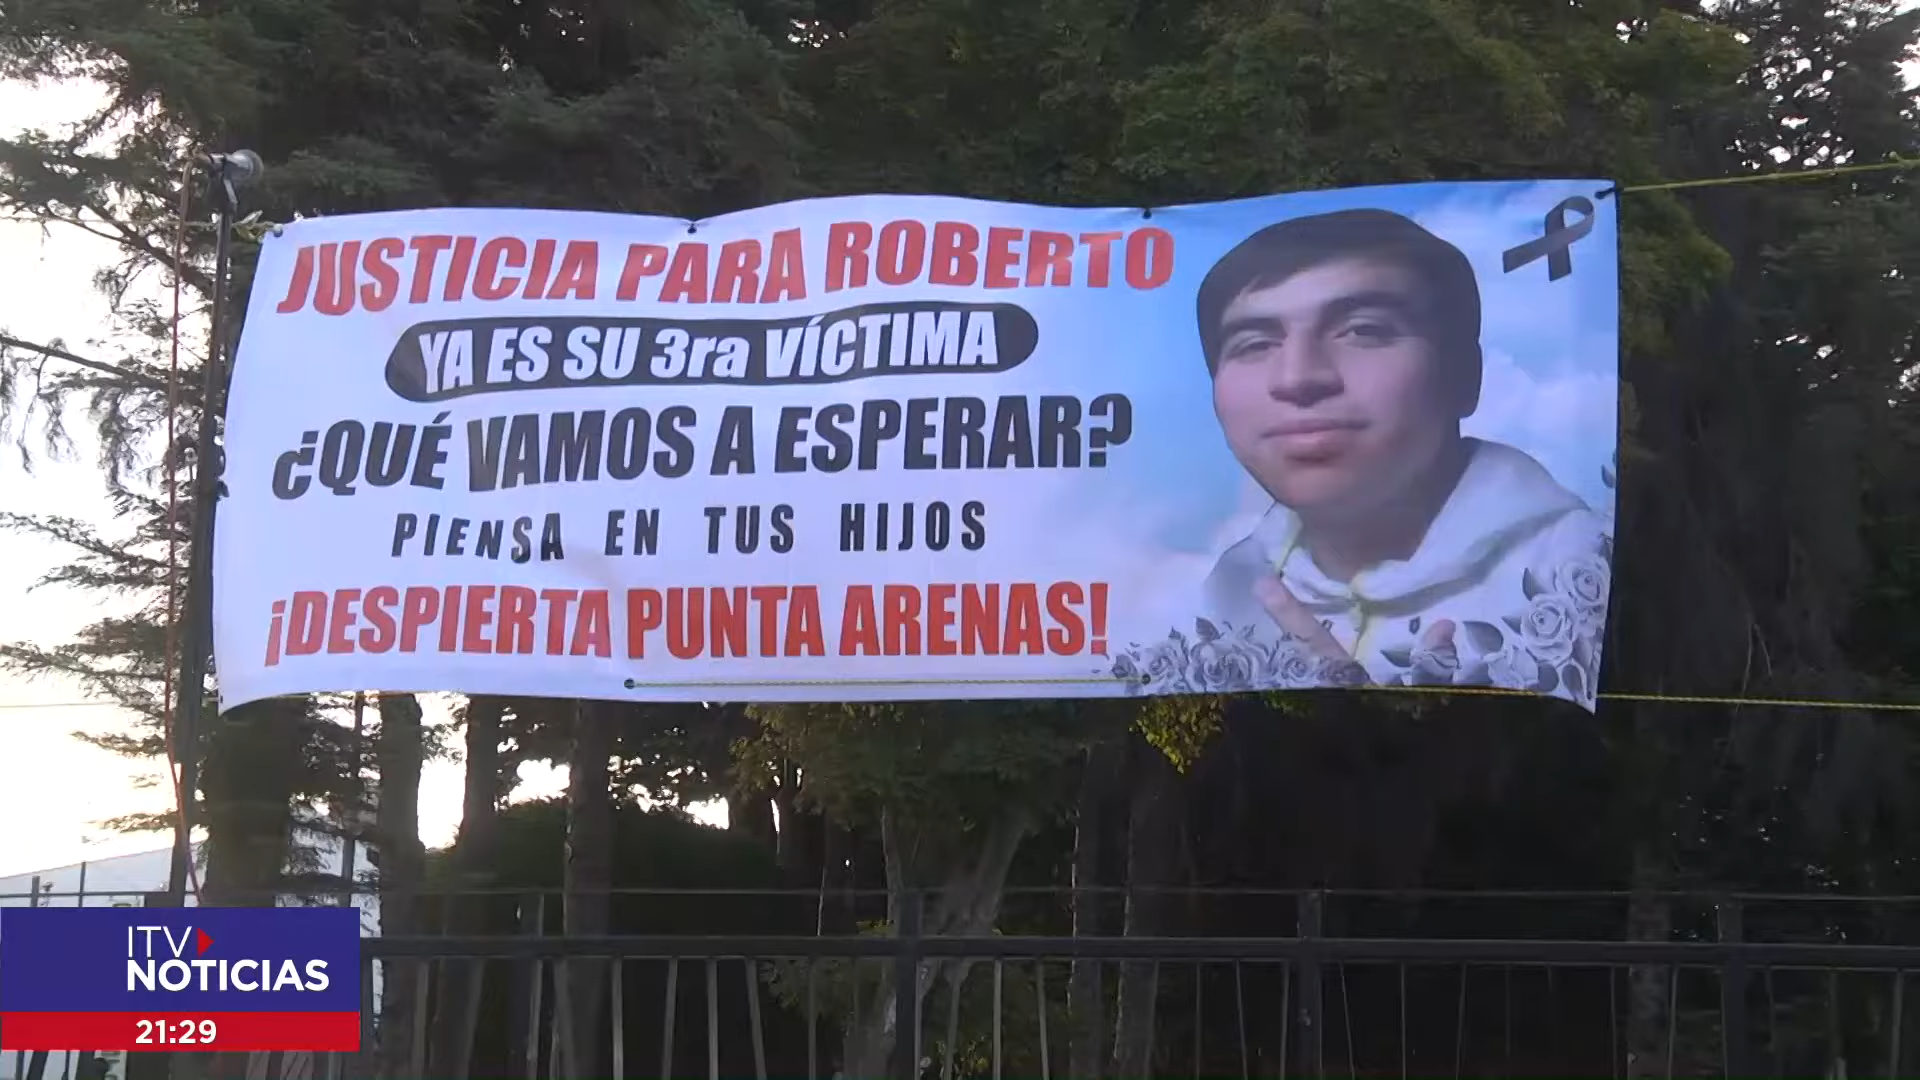 JUSTICIA PARA ROBERTO
YA ES SU 3ra VÍCTIMA
¿QUÉ VAMOS A ESPERAR?
PIENSA EN TUS HIJOS
¡DESPIERTA PUNTA ARENAS!
ITV
NOTICIAS
21:29